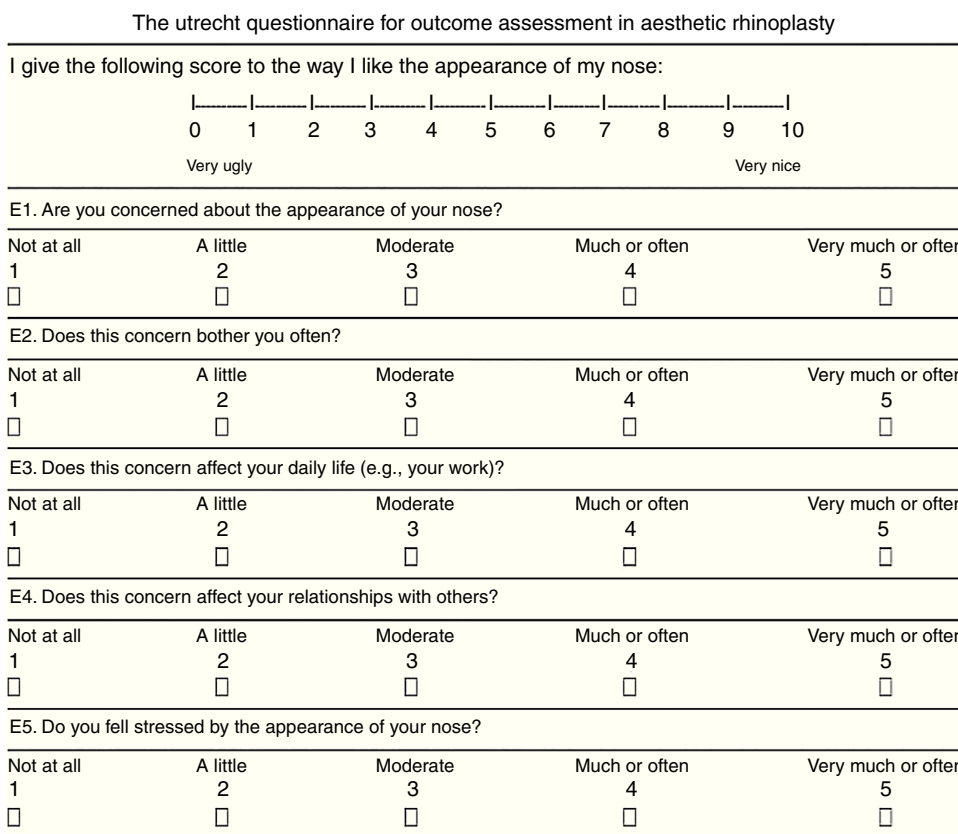 The utrecht questionnaire for outcome assessment in aesthetic rhinoplasty
I give the following score to the way I like the appearance of my nose:
0 1 2 3 4 5 6 7 8 9 10
Very ugly Very nice
E1. Are you concerned about the appearance of your nose?
Not at all A little Moderate Much or often Very much or often
1 2 3 4 5
E2. Does this concern bother you often?
Not at all A little Moderate Much or often Very much or often
1 2 3 4 5
E3. Does this concern affect your daily life (e.g., your work)?
Not at all A little Moderate Much or often Very much or often
1 2 3 4 5
E4. Does this concern affect your relationships with others?
Not at all A little Moderate Much or often Very much or often
1 2 3 4 5
E5. Do you fell stressed by the appearance of your nose?
Not at all A little Moderate Much or often Very much or often
1 2 3 4 5